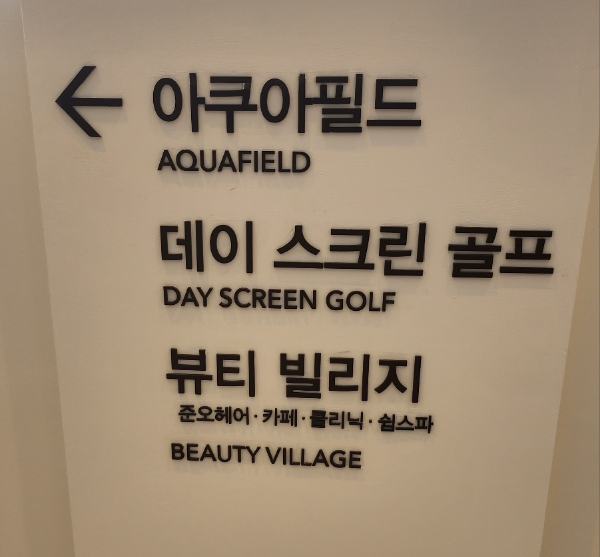 ← 아쿠아필드
AQUAFIELD
데이 스크린 골프
DAY SCREEN GOLF
뷰티 빌리지
준오헤어·카페·클리닉·쉼스파
BEAUTY VILLAGE